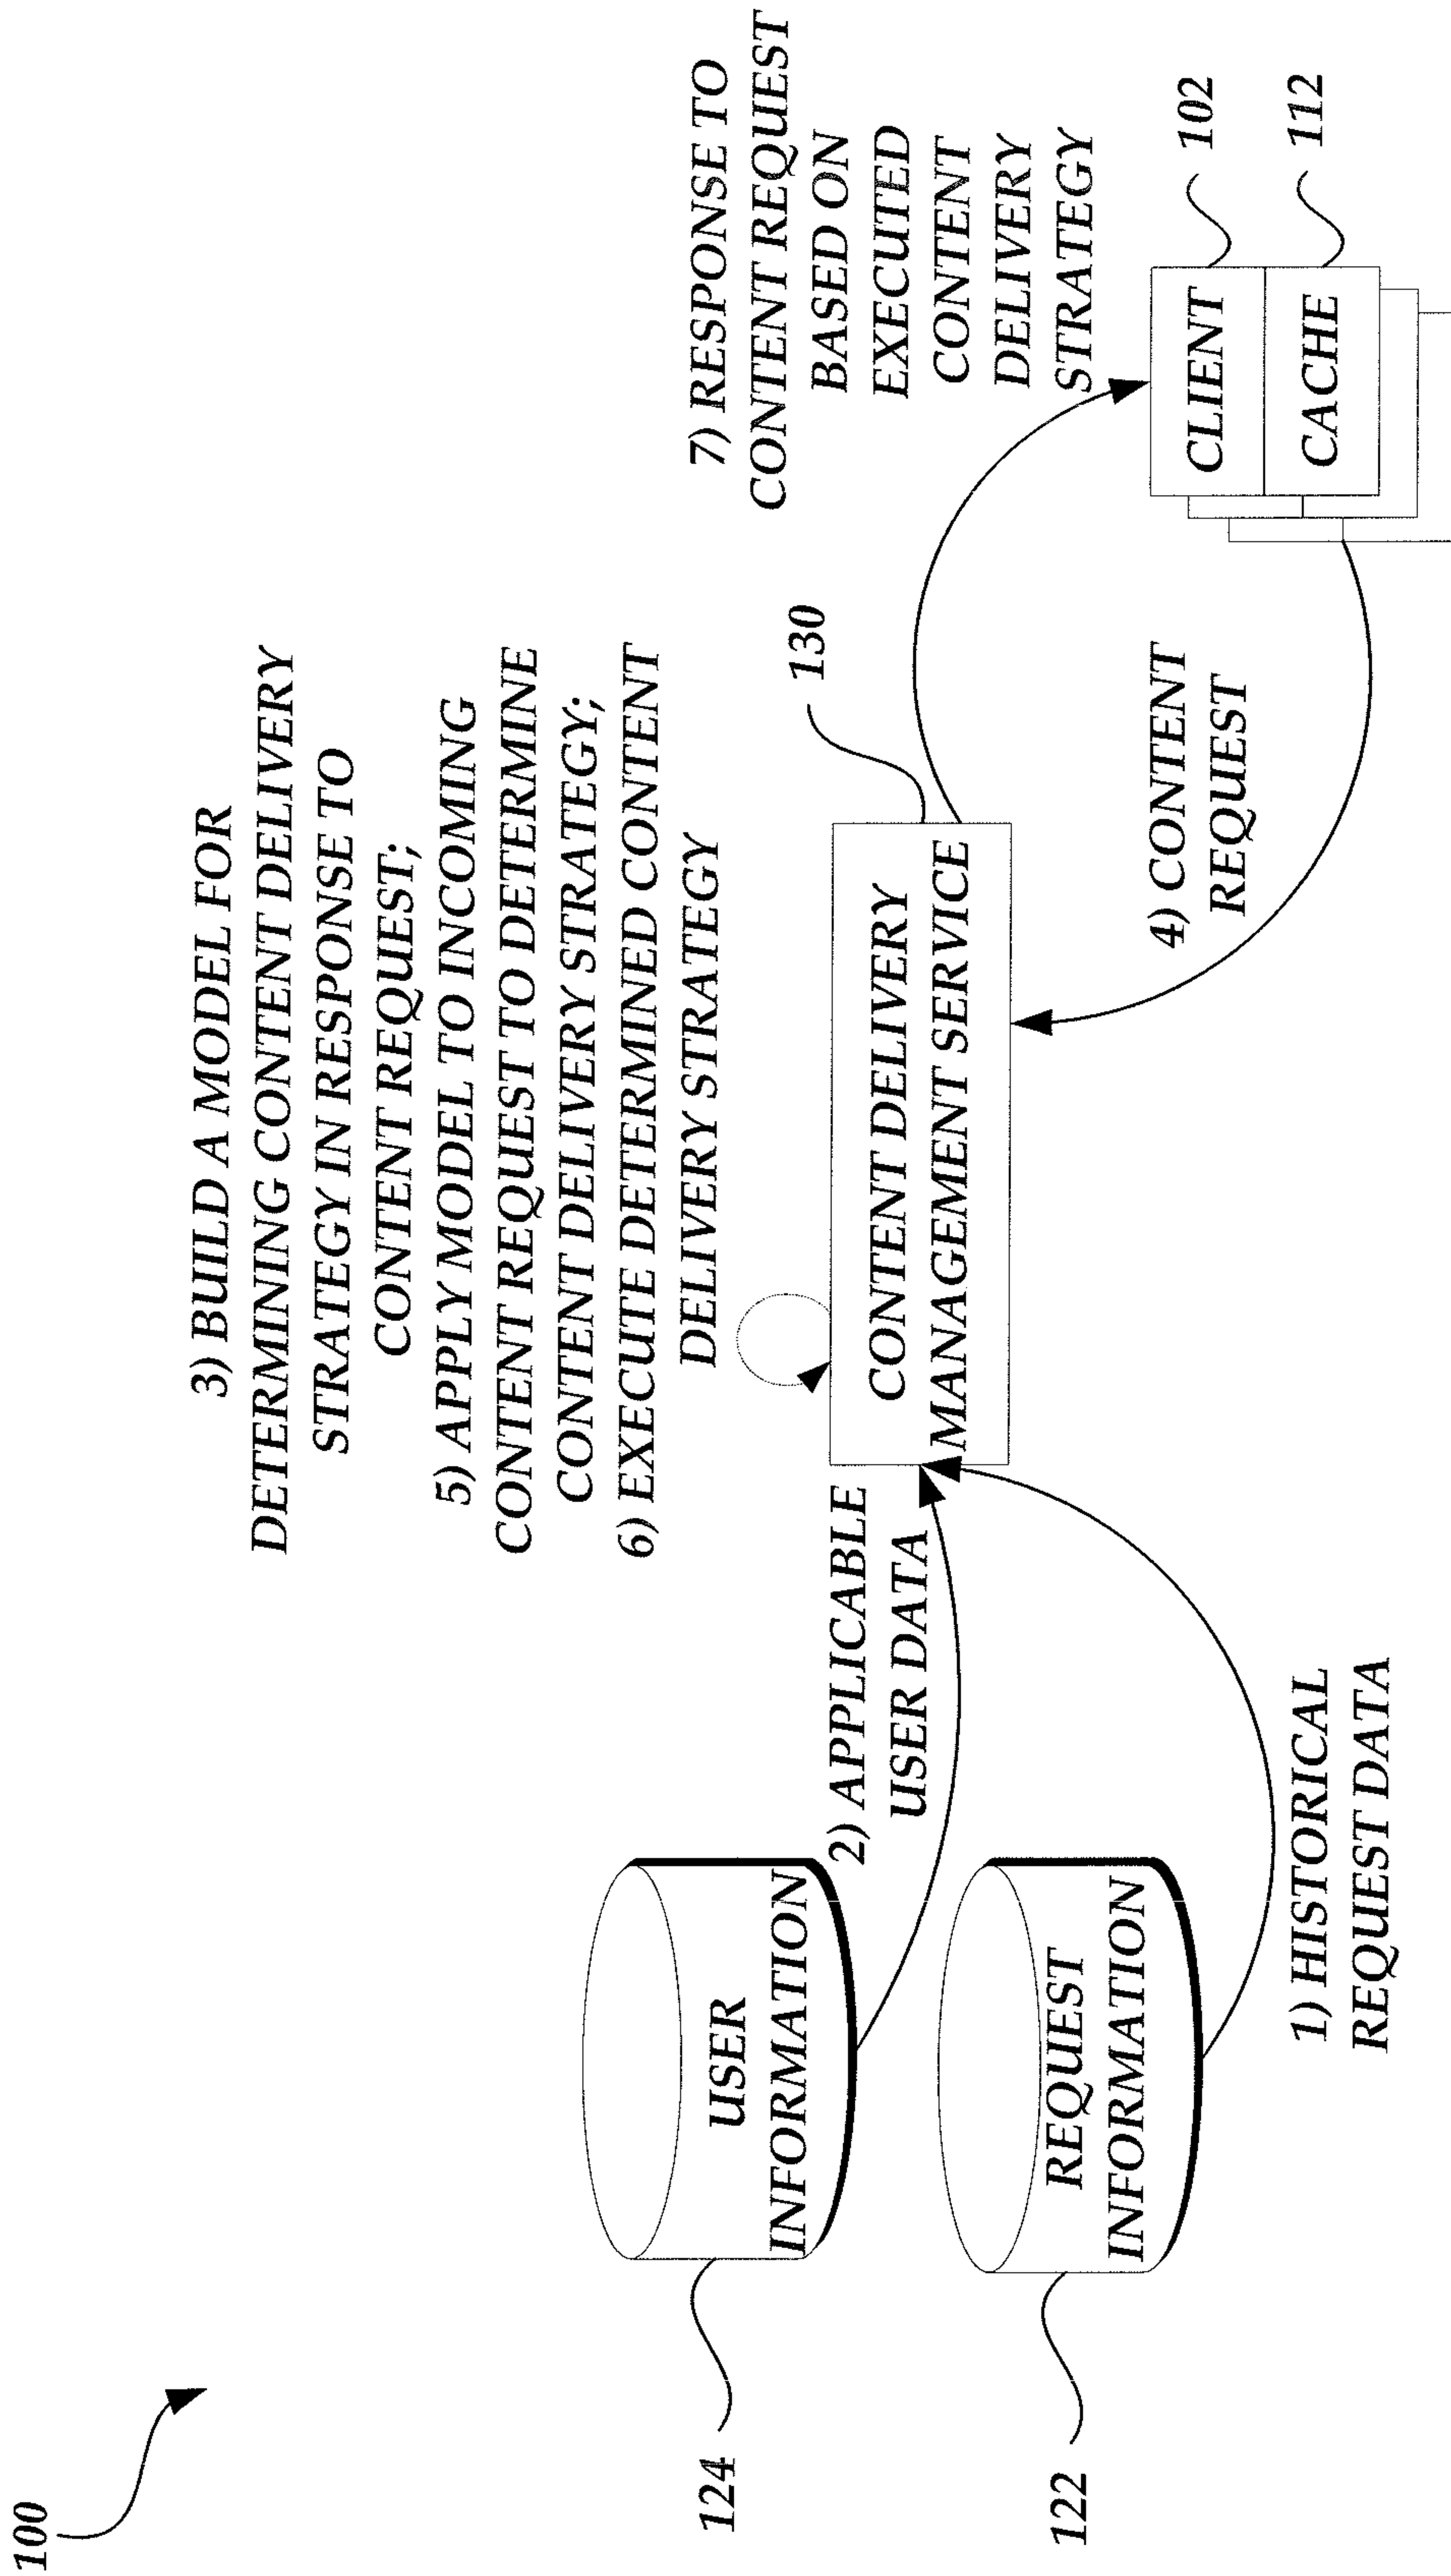 100
3) BUILD A MODEL FOR
DETERMINING CONTENT DELIVERY
STRATEGY IN RESPONSE TO
CONTENT REQUEST;
5) APPLY MODEL TO INCOMING
CONTENT REQUEST TO DETERMINE
CONTENT DELIVERY STRATEGY;
6) EXECUTE DETERMINED CONTENT
DELIVERY STRATEGY
7) RESPONSE TO
CONTENT REQUEST
BASED ON
EXECUTED
CONTENT
DELIVERY
STRATEGY
124
USER
INFORMATION
2) APPLICABLE
USER DATA
130
CONTENT DELIVERY
MANAGEMENT SERVICE
122
REQUEST
INFORMATION
1) HISTORICAL
REQUEST DATA
4) CONTENT
REQUEST
CLIENT
102
CACHE
112